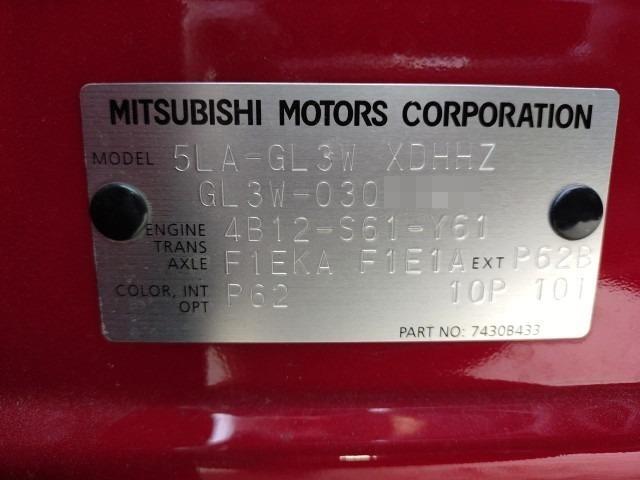 MITSUBISHI MOTORS CORPORATION
MODEL 5LA-GL3W XDHHZ
GL3W-030
ENGINE 4B12-S61-Y61
TRANS
AXLE F1EKA F1E1A EXT P62B
COLOR, INT P62 10P 101
OPT
PART NO: 7430B433